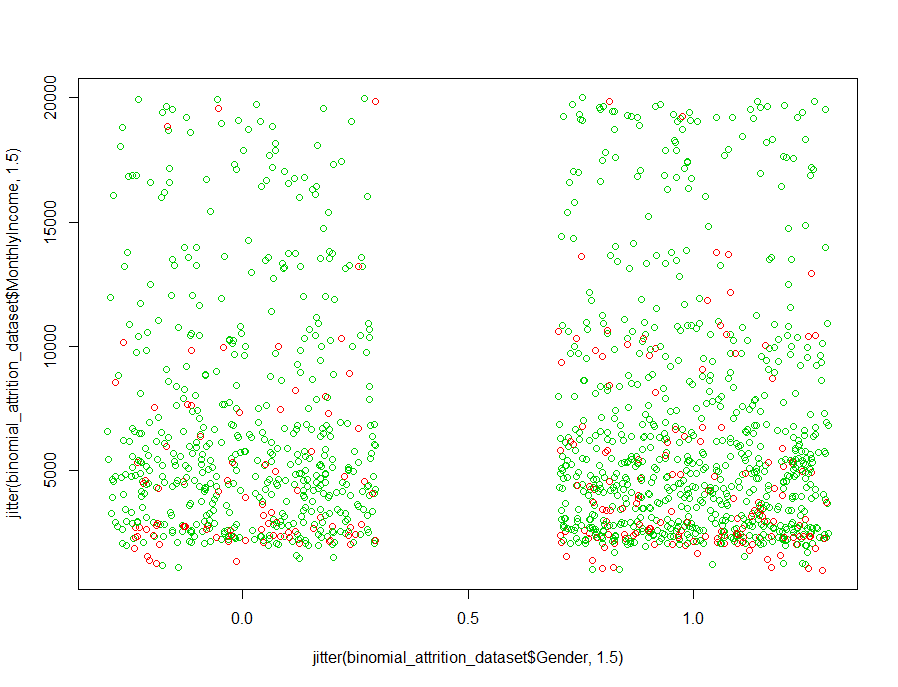 20000
15000
10000
5000
jitter(binomial_attrition_dataset$MonthlyIncome, 1.5)
0.0 0.5 1.0
jitter(binomial_attrition_dataset$Gender, 1.5)